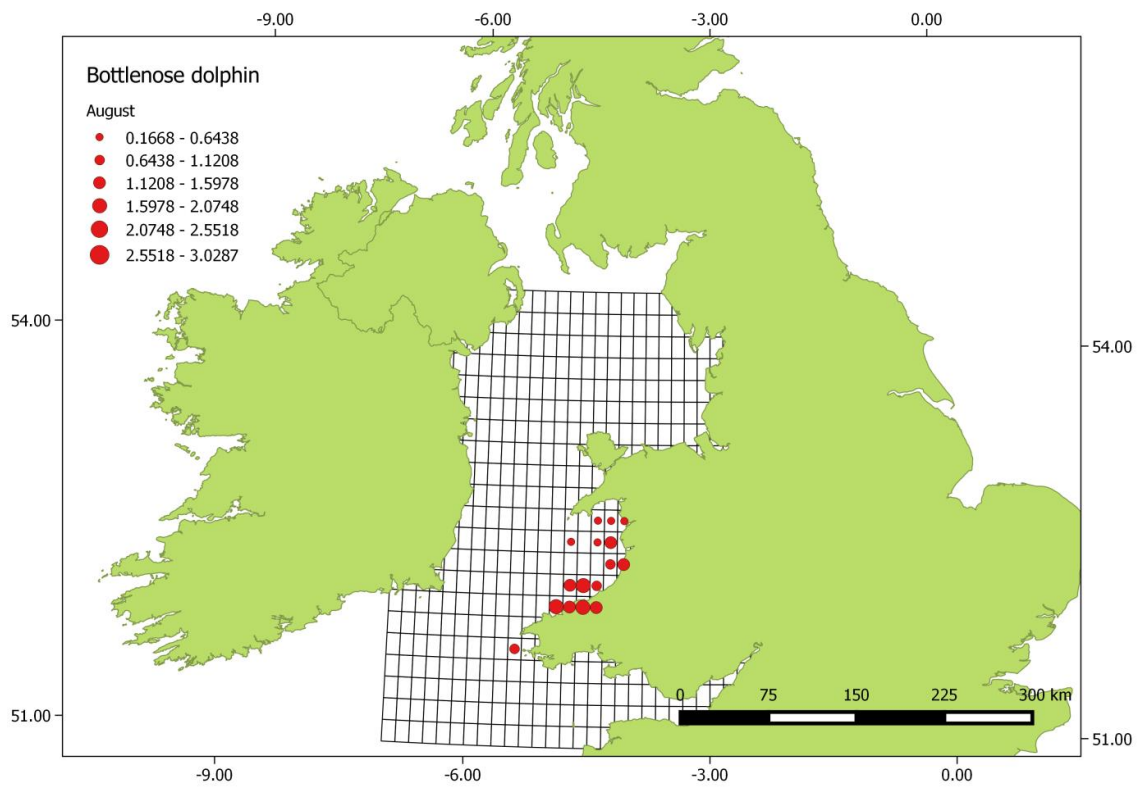 -9.00 -6.00 -3.00 0.00
Bottlenose dolphin
August
0.1668 - 0.6438
0.6438 - 1.1208
1.1208 - 1.5978
1.5978 - 2.0748
2.0748 - 2.5518
2.5518 - 3.0287
54.00
54.00
0 75 150 225 300 km
51.00
51.00
-9.00 -6.00 -3.00 0.00